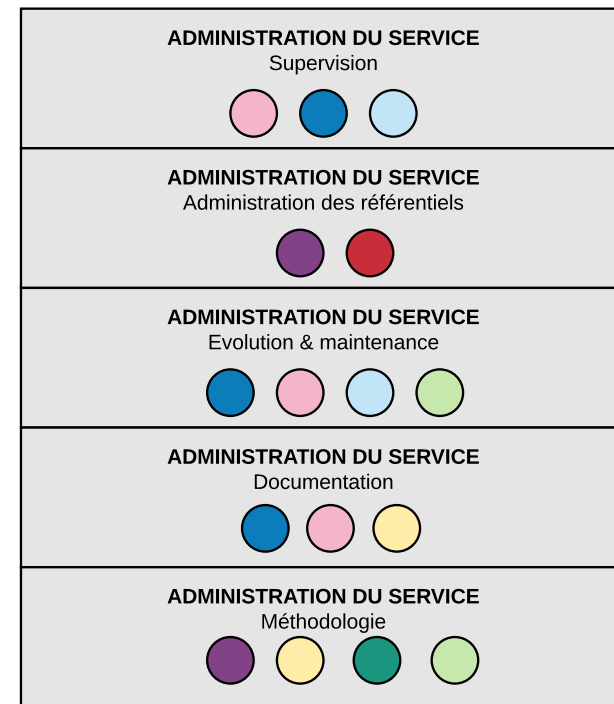 ADMINISTRATION DU SERVICE
Supervision
ADMINISTRATION DU SERVICE
Administration des référentiels
ADMINISTRATION DU SERVICE
Evolution & maintenance
ADMINISTRATION DU SERVICE
Documentation
ADMINISTRATION DU SERVICE
Méthodologie